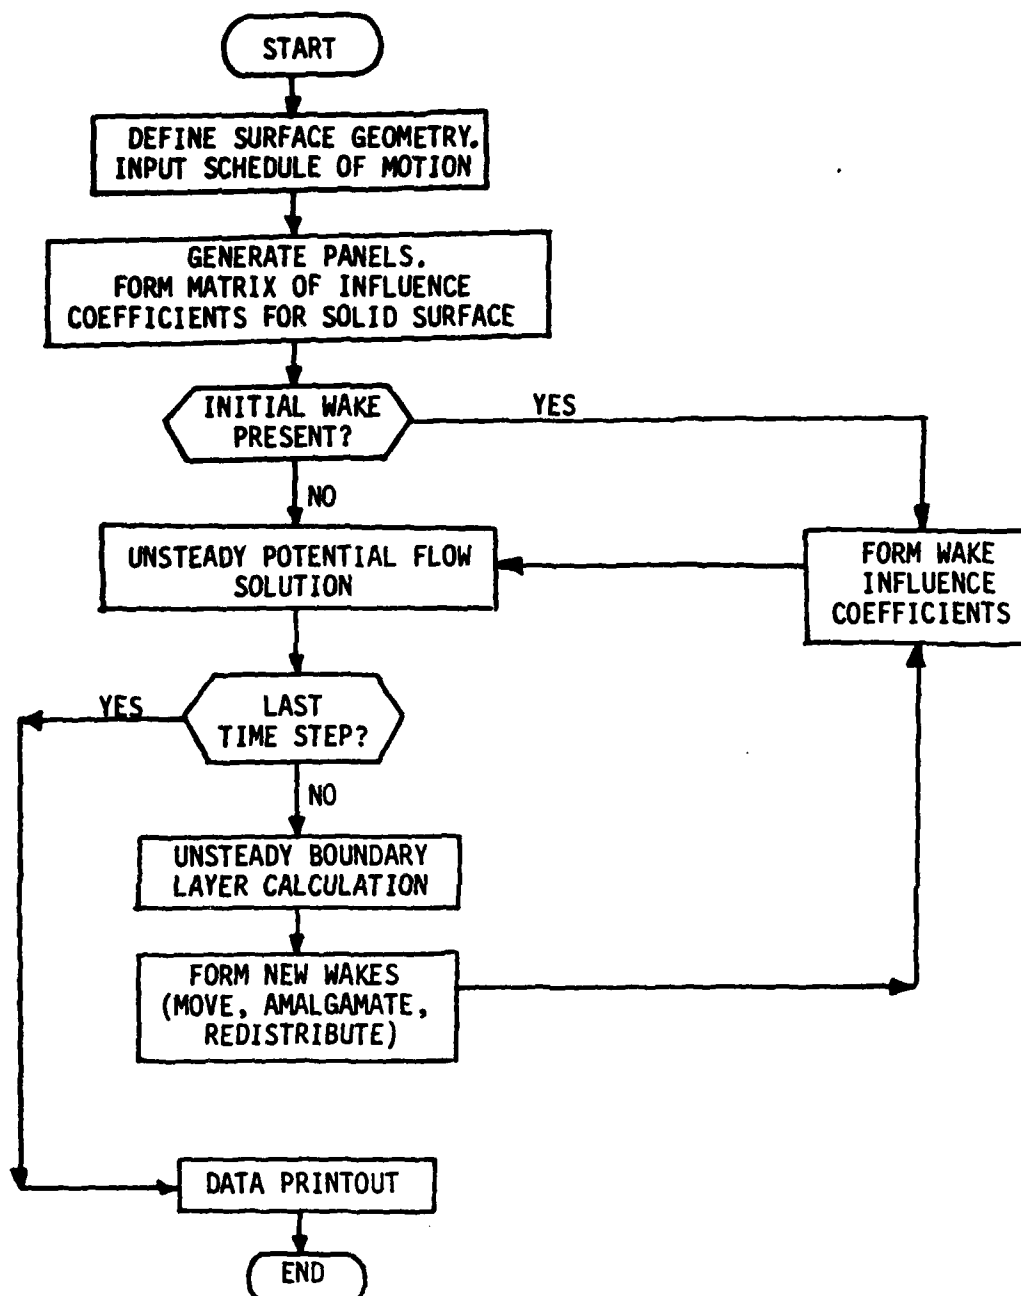 START
DEFINE SURFACE GEOMETRY.
INPUT SCHEDULE OF MOTION
GENERATE PANELS.
FORM MATRIX OF INFLUENCE
COEFFICIENTS FOR SOLID SURFACE
INITIAL WAKE
PRESENT?
YES
NO
UNSTEADY POTENTIAL FLOW
SOLUTION
FORM WAKE
INFLUENCE
COEFFICIENTS
YES
LAST
TIME STEP?
NO
UNSTEADY BOUNDARY
LAYER CALCULATION
FORM NEW WAKES
(MOVE, AMALGAMATE,
REDISTRIBUTE)
DATA PRINTOUT
END